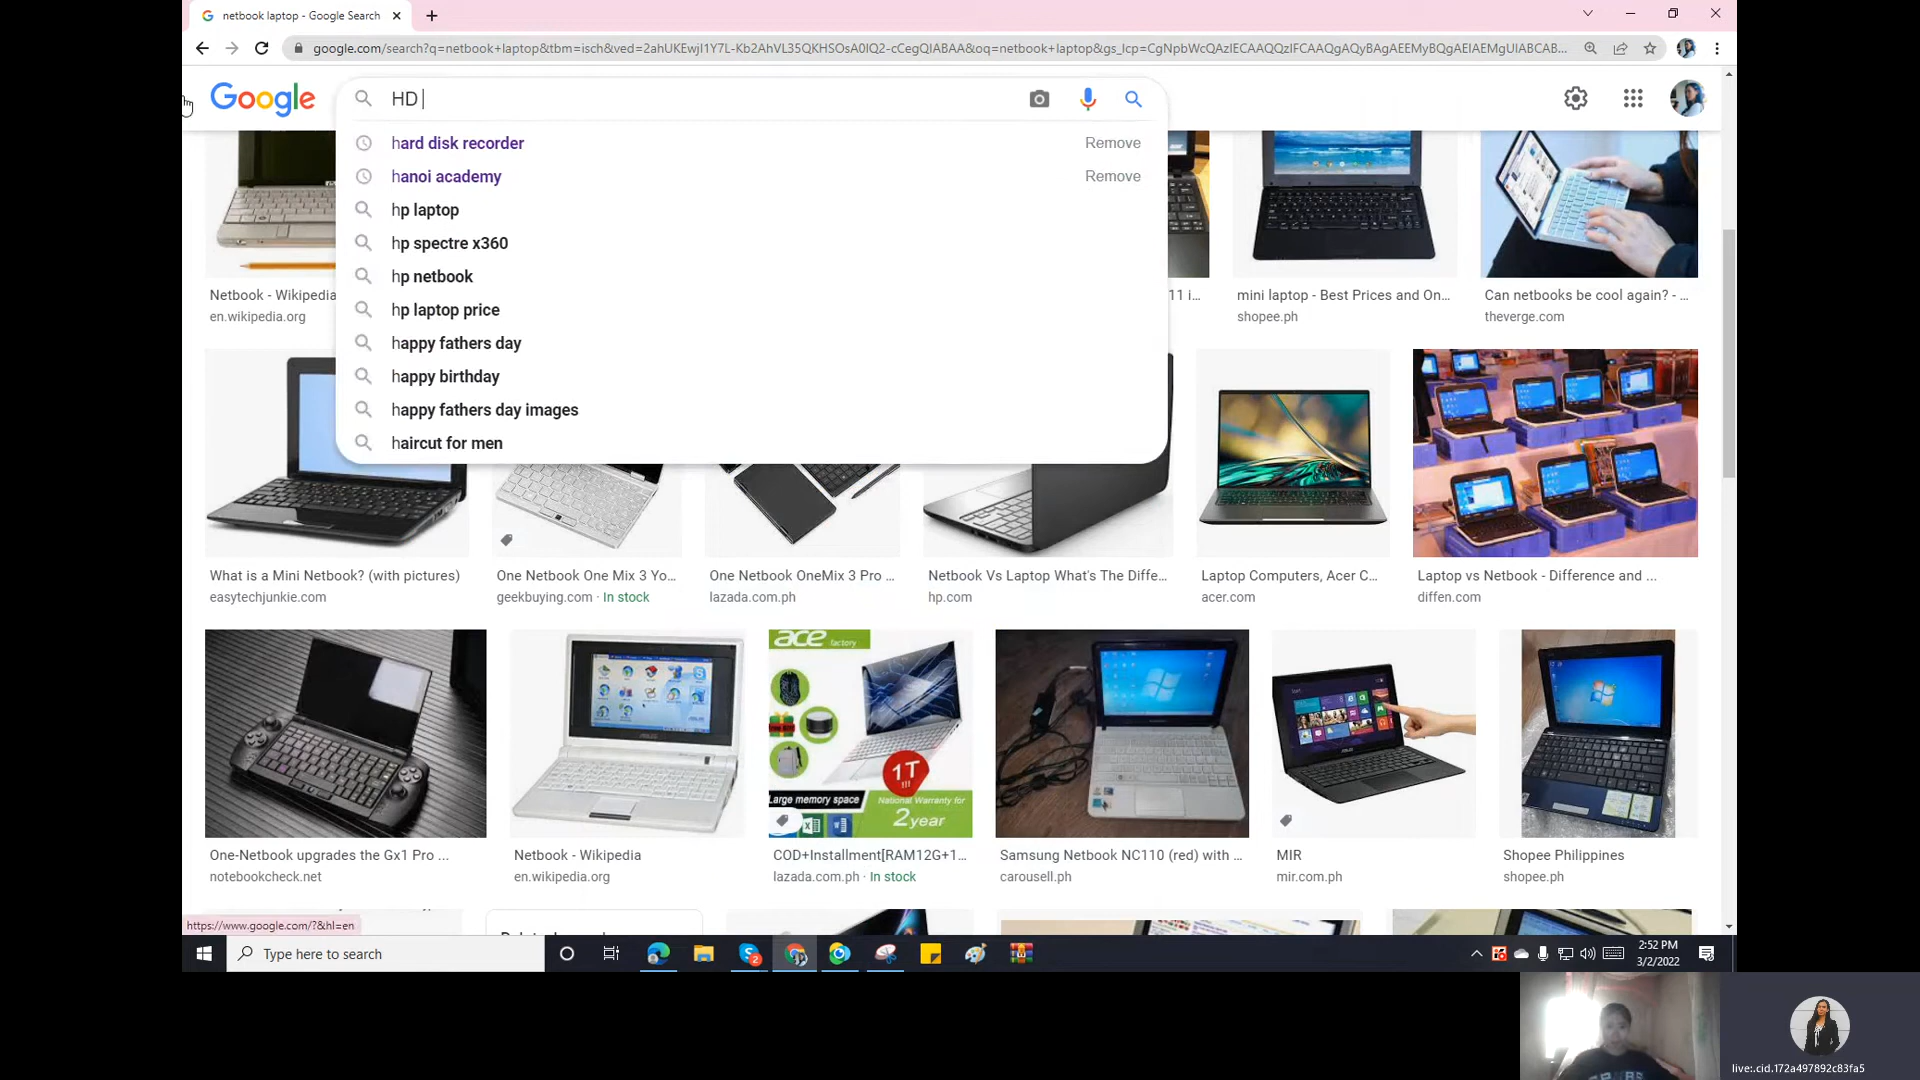 netbook laptop - Google Search
google.com/search?q=netbook+laptop&tbm=isch&ved=2ahUKEwjI1Y7L-Kb2AhVL35QKHSOsA0IQ2-cCegQIABAA&oq=netbook+laptop&gs_lcp=CgNpbWcQAzIECAAQQzIFCAAQgAQyBAgAEEMyBQgAEIAEMgUIABCAB...
Google
HD
hard disk recorder Remove
hanoi academy Remove
hp laptop
hp spectre x360
hp netbook
hp laptop price
happy fathers day
happy birthday
happy fathers day images
haircut for men
Netbook - Wikipedia
11 i...
mini laptop - Best Prices and On...
Can netbooks be cool again? - ...
en.wikipedia.org
shopee.ph
theverge.com
What is a Mini Netbook? (with pictures)
One Netbook One Mix 3 Yo...
One Netbook OneMix 3 Pro ...
Netbook Vs Laptop What's The Diffe...
Laptop Computers, Acer C...
Laptop vs Netbook - Difference and ...
easytechjunkie.com
geekbuying.com · In stock
lazada.com.ph
hp.com
acer.com
diffen.com
ace factory
1T
!!!
Large memory space
National Warranty for
2year
One-Netbook upgrades the Gx1 Pro ...
Netbook - Wikipedia
COD+Installment[RAM12G+1...
Samsung Netbook NC110 (red) with ...
MIR
Shopee Philippines
notebookcheck.net
en.wikipedia.org
lazada.com.ph · In stock
carousell.ph
mir.com.ph
shopee.ph
https://www.google.com/?&hl=en
Type here to search
2:52 PM
3/2/2022
live:.cid.172a497892c83fa5